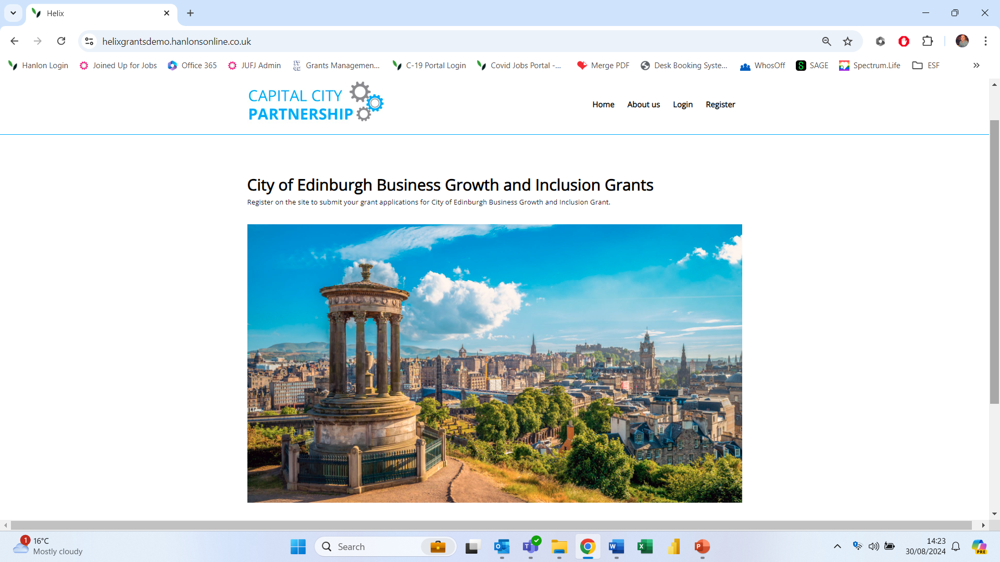 Helix
helixgrantsdemo.hanlonsonline.co.uk
Hanlon Login
Joined Up for Jobs
Office 365
JUFJ Admin
Grants Managemen...
C-19 Portal Login
Covid Jobs Portal -...
Merge PDF
Desk Booking Syste...
WhosOff
SAGE
Spectrum.Life
ESF
CAPITAL CITY
PARTNERSHIP
Home About us Login Register
City of Edinburgh Business Growth and Inclusion Grants
Register on the site to submit your grant applications for City of Edinburgh Business Growth and Inclusion Grant.
1
16°C
Mostly cloudy
Search
14:23
30/08/2024
PRE